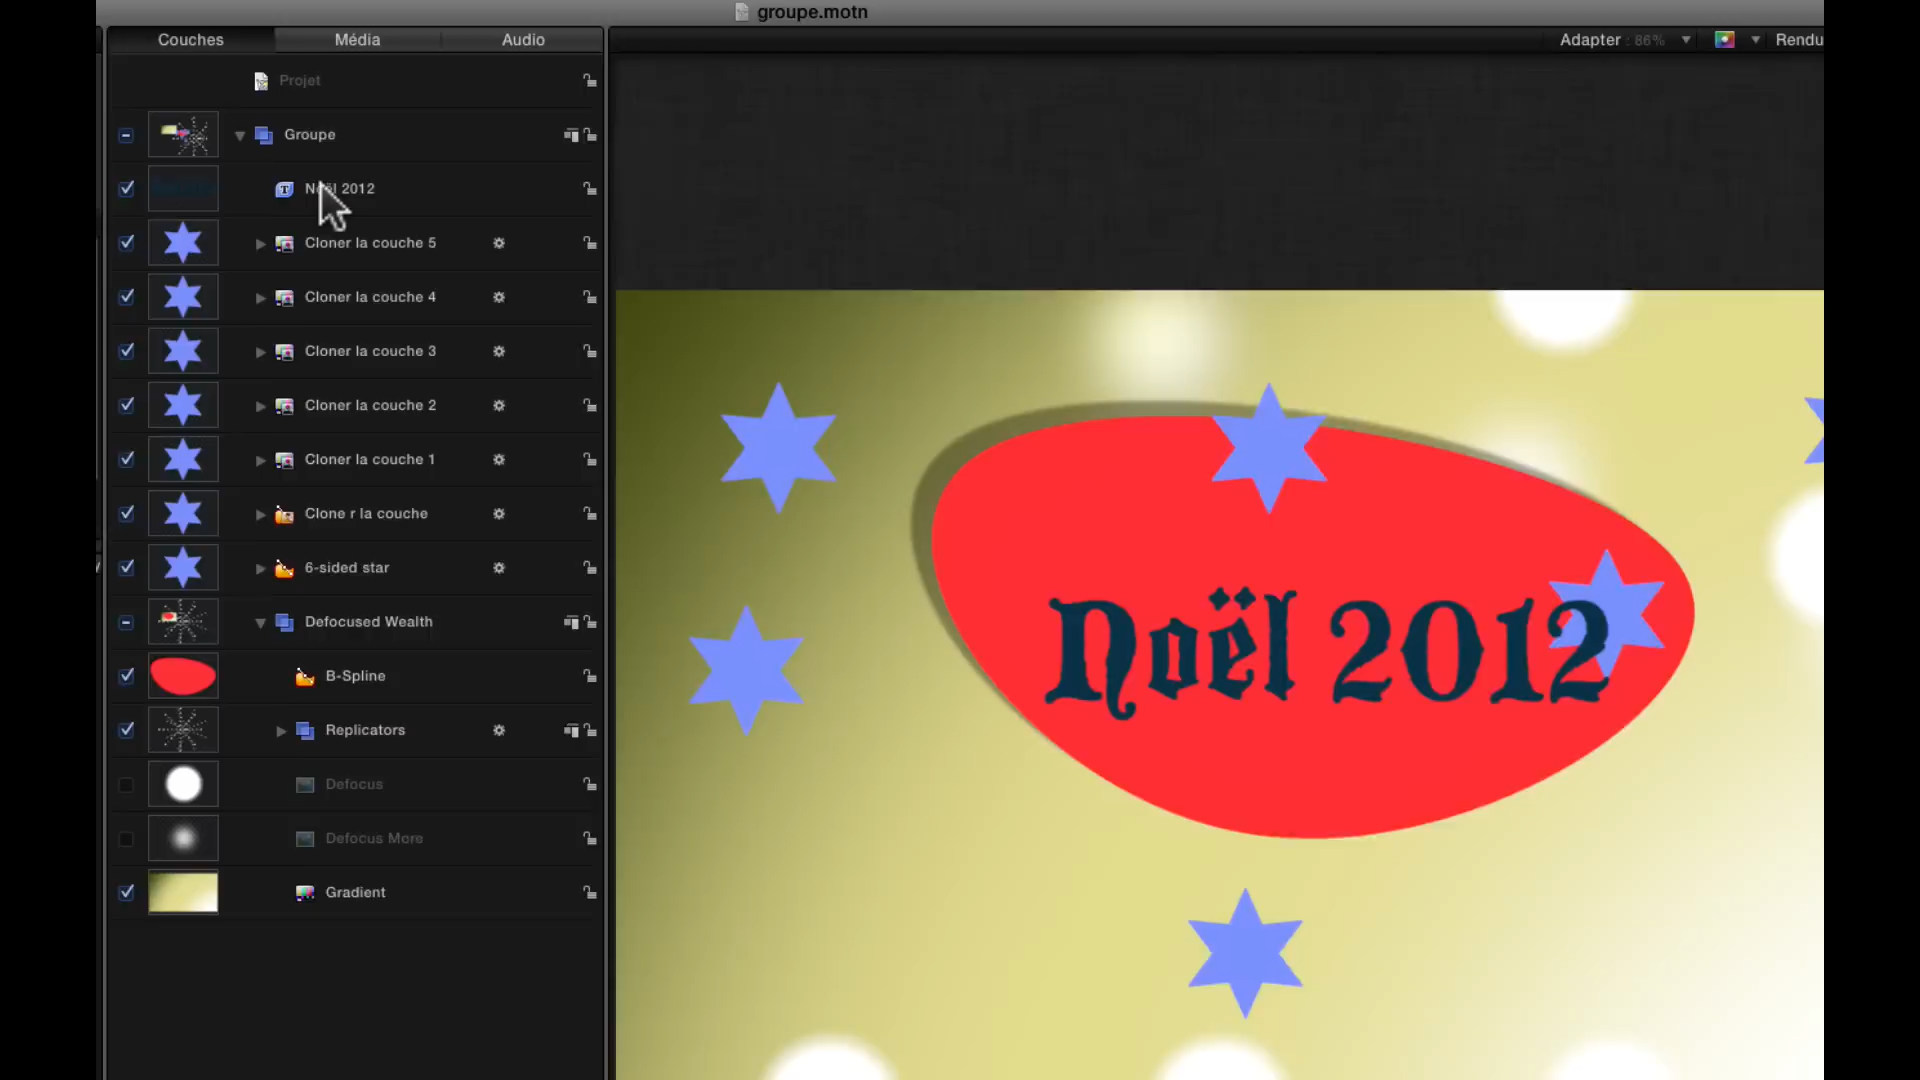 groupe.motn
Couches Média Audio
Adapter : 86% Rendu
Projet
Groupe
Noël 2012
Cloner la couche 5
Cloner la couche 4
Cloner la couche 3
Cloner la couche 2
Cloner la couche 1
Clone r la couche
6-sided star
Defocused Wealth
B-Spline
Replicators
Defocus
Defocus More
Gradient
Noël 2012